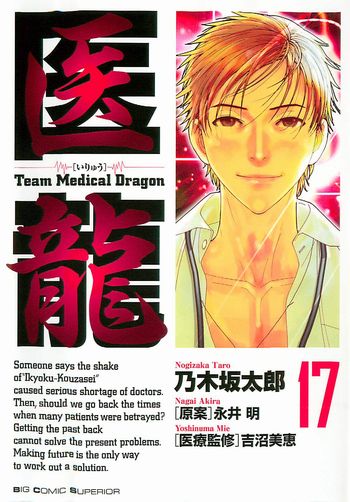 医
[いりゅう]
Team Medical Dragon
龍
Someone says the shake
of "Ikyoku-Kouzasei"
caused serious shortage of doctors.
Then, should we go back the times
when many patients were betrayed?
Getting the past back
cannot solve the present problems.
Making future is the only way
to work out a solution.
Nogizaka Taro
乃木坂太郎
Nagai Akira
[原案]永井 明
Yoshinuma Mie
[医療監修]吉沼美恵
17
BIG COMIC SUPERIOR